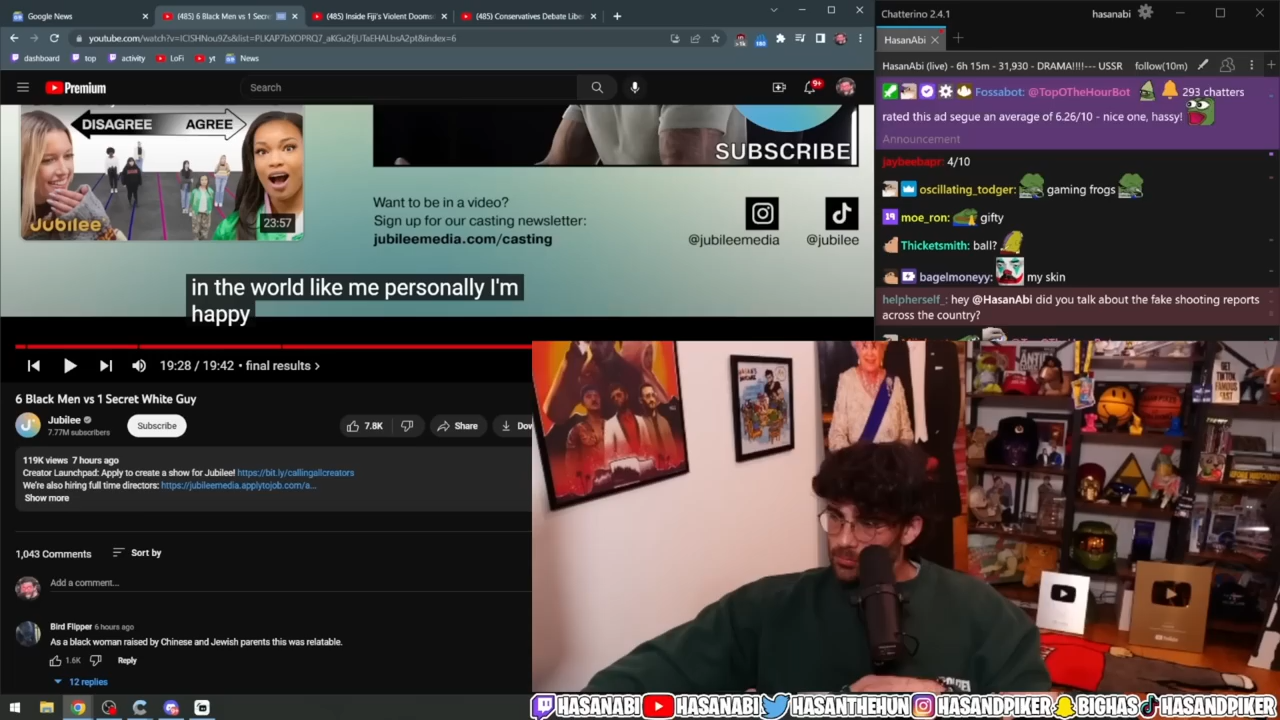 Google News
(485) 6 Black Men vs 1 Secre
(485) Inside Fiji's Violent Dooms
(485) Conservatives Debate Libe
youtube.com/watch?v=ICISHNou9Zs&list=PLKAP7bXOPRQ7_aKGu2fjUTaEHALbsA2pt&index=6
dashboard
top
activity
LoFi
yt
News
Premium
Search
9+
DISAGREE
AGREE
Jubilee
23:57
SUBSCRIBE
Want to be in a video?
Sign up for our casting newsletter:
jubileemedia.com/casting
@jubileemedia
@jubilee
in the world like me personally I'm
happy
19:28 / 19:42 • final results
6 Black Men vs 1 Secret White Guy
Jubilee
7.77M subscribers
Subscribe
7.8K
Share
Dow
119K views 7 hours ago
Creator Launchpad: Apply to create a show for Jubilee! https://bit.ly/callingallcreators
We're also hiring full time directors: https://jubileemedia.applytojob.com/a...
Show more
1,043 Comments
Sort by
Add a comment...
Bird Flipper 6 hours ago
As a black woman raised by Chinese and Jewish parents this was relatable.
1.6K
Reply
12 replies
Chatterino 2.4.1
hasanabi
HasanAbi
HasanAbi (live) - 6h 15m - 31,930 - DRAMA!!!!--- USSR
follow(10m)
Fossabot: @TopOTheHourBot 293 chatters
rated this ad segue an average of 6.26/10 - nice one, hassy!
Announcement
jaybeebapr: 4/10
oscillating_todger: gaming frogs
19 moe_ron: gifty
Thicketsmith: ball?
bagelmoneyy: my skin
helpherself_: hey @HasanAbi did you talk about the fake shooting reports
across the country?
HASANABI
HASANABI
HASANTHEHUN
HASANDPIKER
BIGHAS
HASANDPIKER